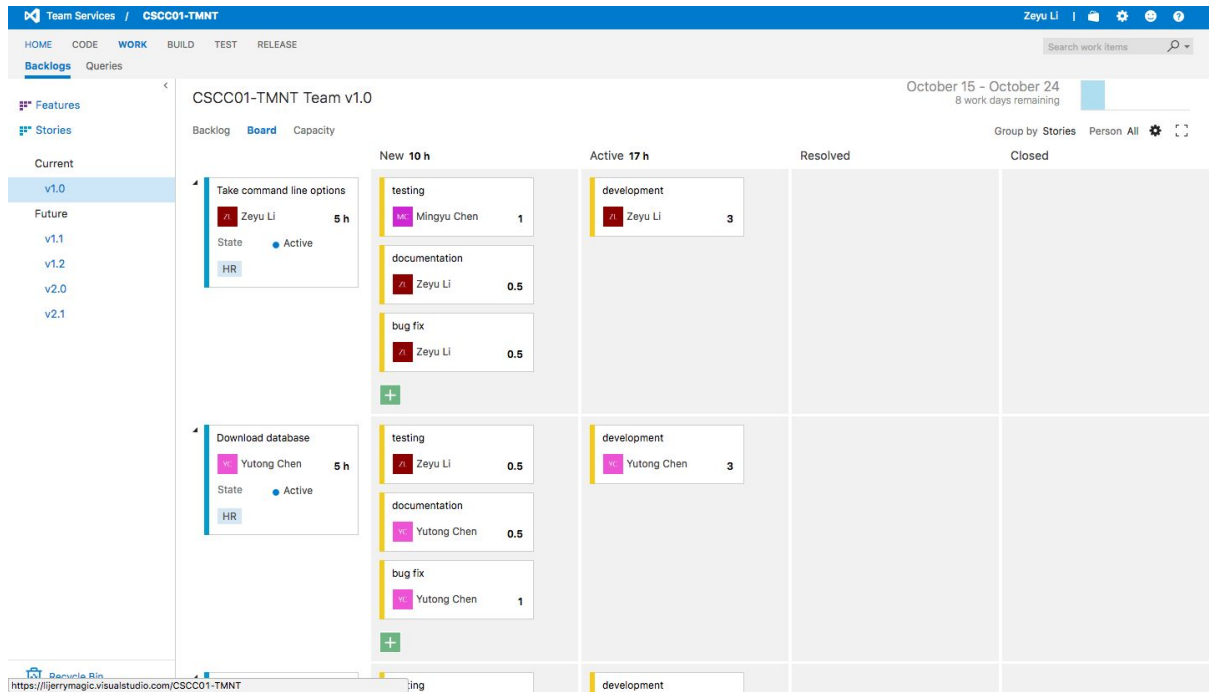 Team Services / CSCC01-TMNT Zeyu Li |
HOME CODE WORK BUILD TEST RELEASE Search work items
Backlogs Queries
Features
Stories
Current
v1.0
Future
v1.1
v1.2
v2.0
v2.1
Recycle Bin
https://lijerrymagic.visualstudio.com/CSCC01-TMNT
CSCC01-TMNT Team v1.0
October 15 - October 24
8 work days remaining
Backlog Board Capacity
Group by Stories Person All
New 10 h Active 17 h Resolved Closed
Take command line options
ZL Zeyu Li 5 h
State Active
HR
testing
MC Mingyu Chen 1
documentation
ZL Zeyu Li 0.5
bug fix
ZL Zeyu Li 0.5
development
ZL Zeyu Li 3
Download database
YC Yutong Chen 5 h
State Active
HR
testing
ZL Zeyu Li 0.5
documentation
YC Yutong Chen 0.5
bug fix
YC Yutong Chen 1
development
YC Yutong Chen 3
ting
development